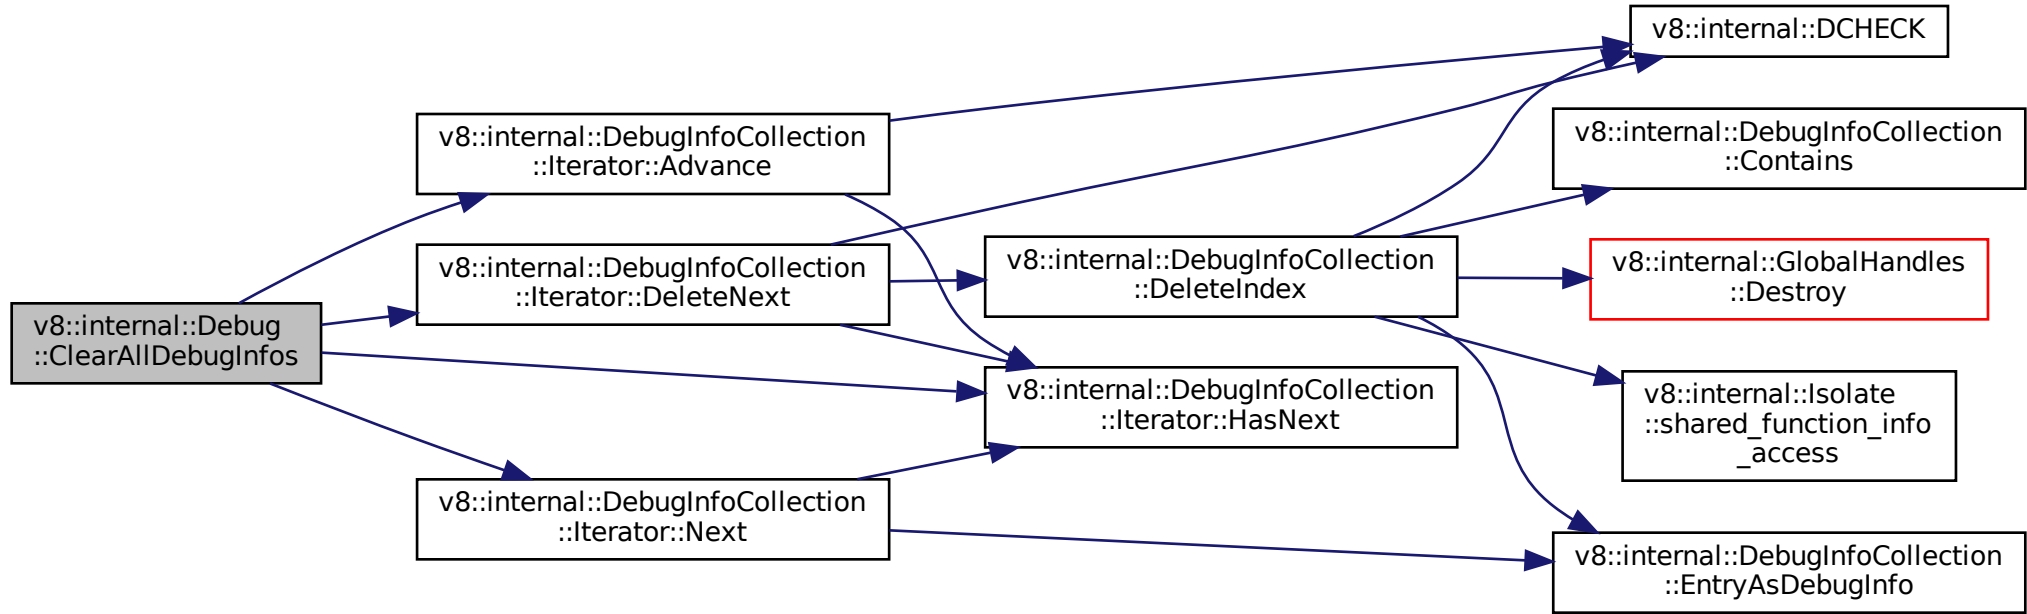 v8::internal::Debug
::ClearAllDebugInfos
v8::internal::DebugInfoCollection
::Iterator::Advance
v8::internal::DebugInfoCollection
::Iterator::DeleteNext
v8::internal::DebugInfoCollection
::Iterator::Next
v8::internal::DebugInfoCollection
::DeleteIndex
v8::internal::DebugInfoCollection
::Iterator::HasNext
v8::internal::DCHECK
v8::internal::DebugInfoCollection
::Contains
v8::internal::GlobalHandles
::Destroy
v8::internal::Isolate
::shared_function_info
_access
v8::internal::DebugInfoCollection
::EntryAsDebugInfo